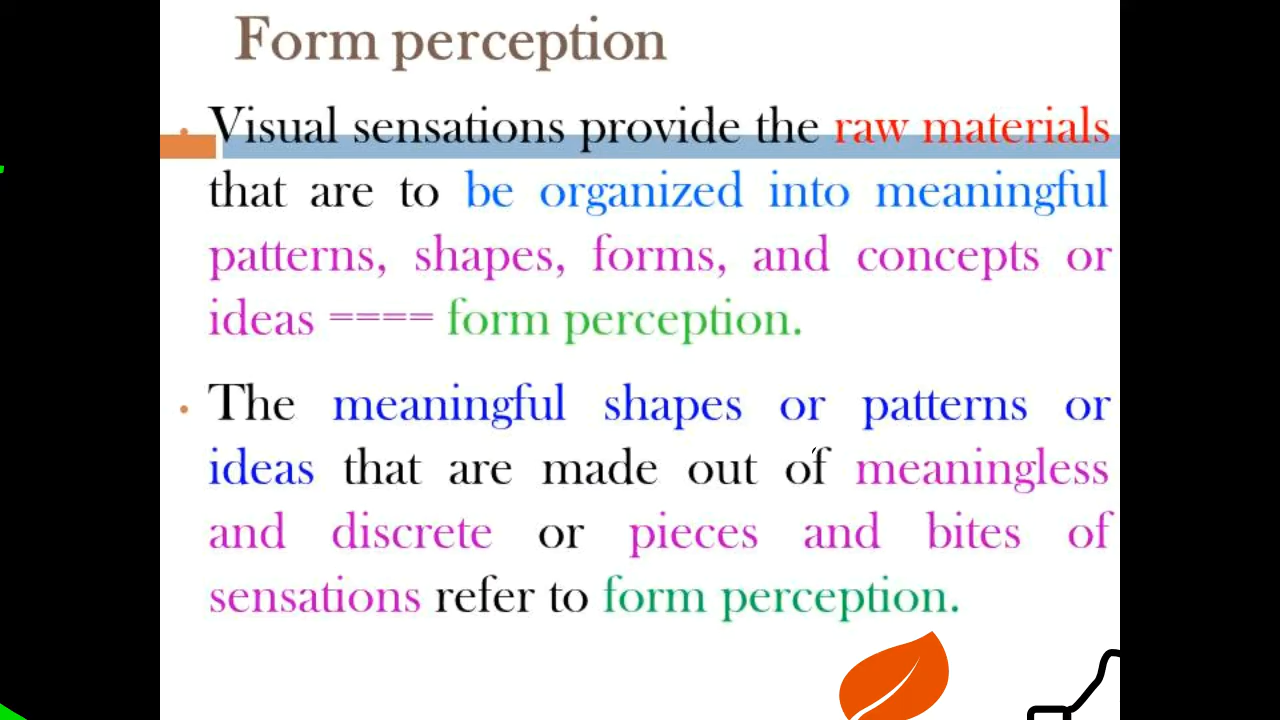 Form perception
• Visual sensations provide the raw materials
that are to be organized into meaningful
patterns, shapes, forms, and concepts or
ideas ==== form perception.
• The meaningful shapes or patterns or
ideas that are made out of meaningless
and discrete or pieces and bites of
sensations refer to form perception.